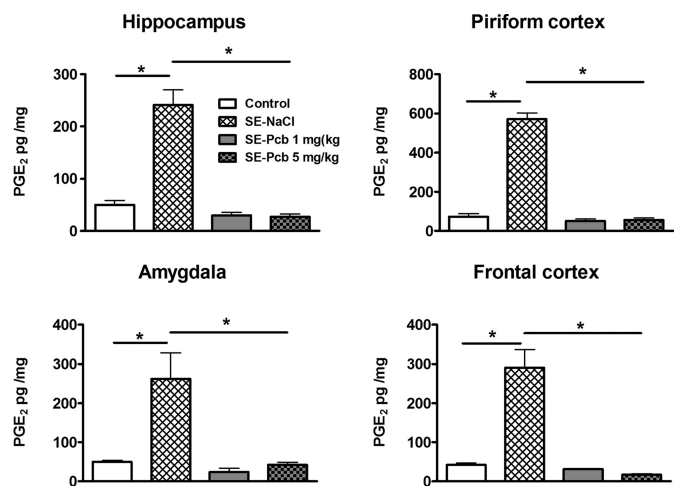 Hippocampus
*
*
300
200
100
0
PGE₂ pg /mg
Control
SE-NaCl
SE-Pcb 1 mg(kg
SE-Pcb 5 mg/kg
Piriform cortex
*
*
800
600
400
200
0
PGE₂ pg /mg
Amygdala
*
*
400
300
200
100
0
PGE₂ pg /mg
Frontal cortex
*
*
400
300
200
100
0
PGE₂ pg /mg